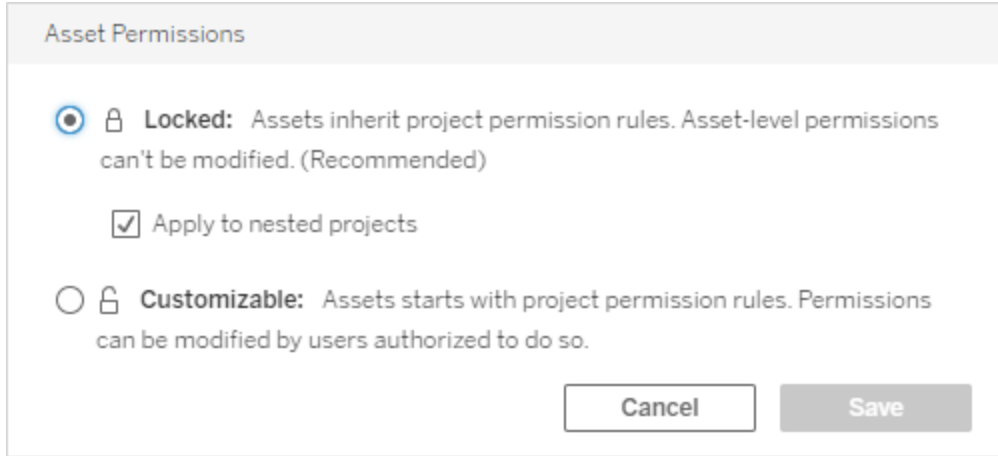 Asset Permissions
Locked: Assets inherit project permission rules. Asset-level permissions
can't be modified. (Recommended)
Apply to nested projects
Customizable: Assets starts with project permission rules. Permissions
can be modified by users authorized to do so.
Cancel Save